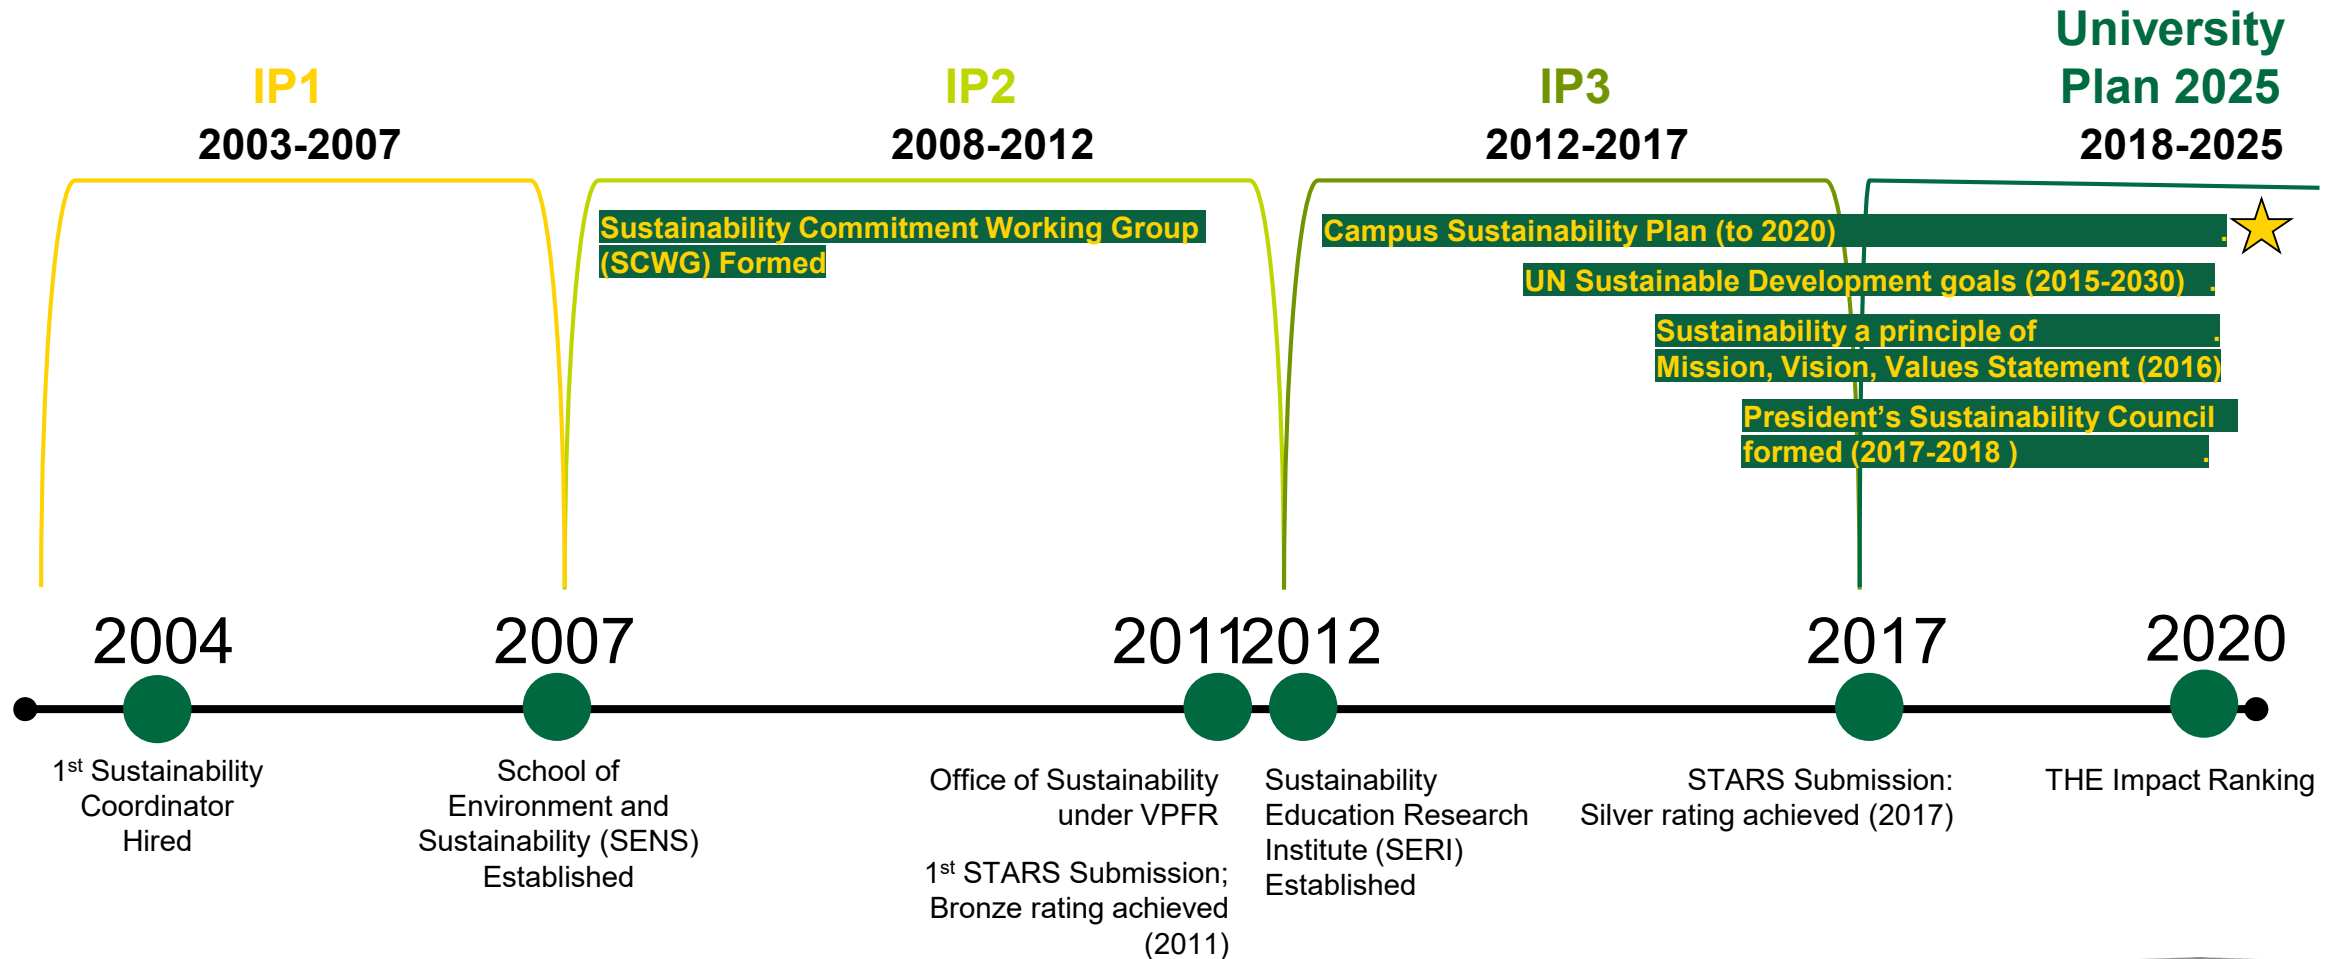 IP1
2003-2007
IP2
2008-2012
IP3
2012-2017
University
Plan 2025
2018-2025
Sustainability Commitment Working Group
(SCWG) Formed
Campus Sustainability Plan (to 2020) .
UN Sustainable Development goals (2015-2030) .
Sustainability a principle of .
Mission, Vision, Values Statement (2016)
President’s Sustainability Council
formed (2017-2018 ) .
2004
2007
2011
2012
2017
2020
1st Sustainability
Coordinator
Hired
School of
Environment and
Sustainability (SENS)
Established
Office of Sustainability
under VPFR
1st STARS Submission;
Bronze rating achieved
(2011)
Sustainability
Education Research
Institute (SERI)
Established
STARS Submission:
Silver rating achieved (2017)
THE Impact Ranking